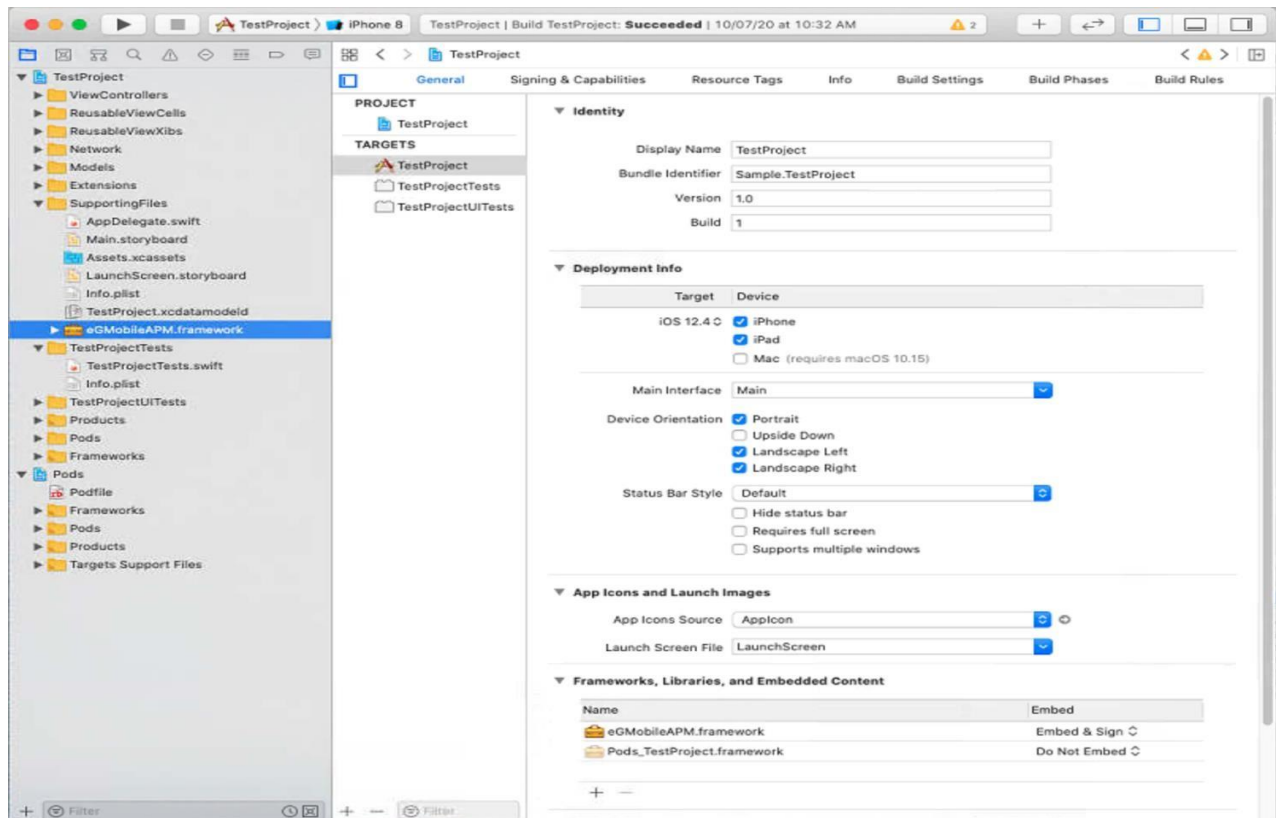 TestProject iPhone 8 TestProject | Build TestProject: Succeeded | 10/07/20 at 10:32 AM 2
TestProject
General Signing & Capabilities Resource Tags Info Build Settings Build Phases Build Rules
TestProject
ViewControllers
ReusableViewCells
ReusableViewXibs
Network
Models
Extensions
SupportingFiles
AppDelegate.swift
Main.storyboard
Assets.xcassets
LaunchScreen.storyboard
Info.plist
TestProject.xcdatamodeld
eGMobileAPM.framework
TestProjectTests
TestProjectTests.swift
Info.plist
TestProjectUITests
Products
Pods
Frameworks
Pods
Podfile
Frameworks
Pods
Products
Targets Support Files
Filter
PROJECT
TestProject
TARGETS
TestProject
TestProjectTests
TestProjectUITests
Filter
Identity
Display Name TestProject
Bundle Identifier Sample.TestProject
Version 1.0
Build 1
Deployment Info
Target Device
iOS 12.4 iPhone
iPad
Mac (requires macOS 10.15)
Main Interface Main
Device Orientation Portrait
Upside Down
Landscape Left
Landscape Right
Status Bar Style Default
Hide status bar
Requires full screen
Supports multiple windows
App Icons and Launch Images
App Icons Source AppIcon
Launch Screen File LaunchScreen
Frameworks, Libraries, and Embedded Content
Name Embed
eGMobileAPM.framework Embed & Sign
Pods_TestProject.framework Do Not Embed